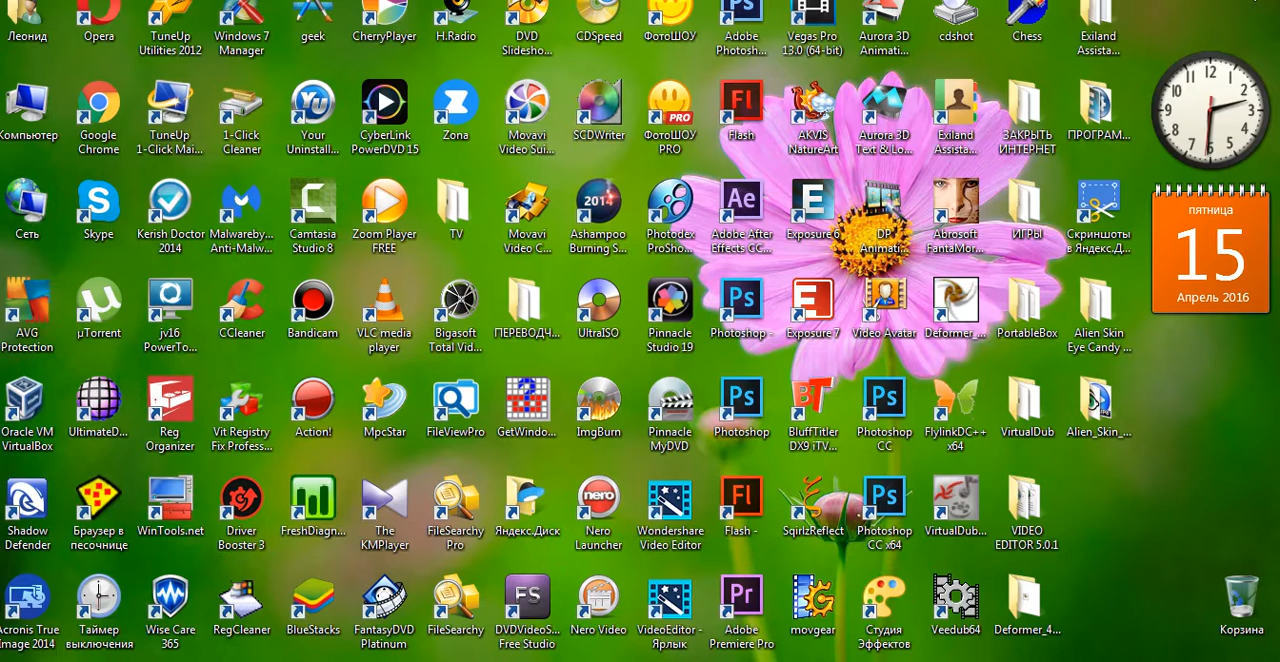 Леонид
Opera
TuneUp
Utilities 2012
Windows 7
Manager
geek
CherryPlayer
H.Radio
DVD
Slidesho...
CDSpeed
ФотоШОУ
Adobe
Photosh...
Vegas Pro
13.0 (64-bit)
Aurora 3D
Animati...
cdshot
Chess
Exiland
Assista...
Компьютер
Google
Chrome
TuneUp
1-Click Mai...
1-Click
Cleaner
Your
Uninstall...
CyberLink
PowerDVD 15
Zona
Movavi
Video Sui...
SCDWriter
ФотоШОУ
PRO
Flash
AKVIS
NatureArt
Aurora 3D
Text & Lo...
Exiland
Assista...
ЗАКРЫТЬ
ИНТЕРНЕТ
ПРОГРАМ...
Сеть
Skype
Kerish Doctor
2014
Malwareby...
Anti-Malw...
Camtasia
Studio 8
Zoom Player
FREE
TV
Movavi
Video C...
Ashampoo
Burning S...
Photodex
ProSho...
Adobe After
Effects CC...
Exposure 6
DP
Animati...
Abrosoft
FantaMor...
ИГРЫ
Скриншоты
в Яндекс.Д...
пятница
15
Апрель 2016
AVG
Protection
µTorrent
jv16
PowerTo...
CCleaner
Bandicam
VLC media
player
Bigasoft
Total Vid...
ПЕРЕВОДЧ...
UltraISO
Pinnacle
Studio 19
Photoshop -
Exposure 7
Video Avatar
Deformer_...
PortableBox
Alien Skin
Eye Candy ...
Oracle VM
VirtualBox
UltimateD...
Reg
Organizer
Vit Registry
Fix Profess...
Action!
MpcStar
FileViewPro
GetWindo...
ImgBurn
Pinnacle
MyDVD
Photoshop
BluffTitler
DX9 iTV...
Photoshop
CC
FlylinkDC++
x64
VirtualDub
Alien_Skin_...
Shadow
Defender
Браузер в
песочнице
WinTools.net
Driver
Booster 3
FreshDiagn...
The
KMPlayer
FileSearchy
Pro
Яндекс.Диск
Nero
Launcher
Wondershare
Video Editor
Flash -
SqirlzReflect
Photoshop
CC x64
VirtualDub...
VIDEO
EDITOR 5.0.1
Acronis True
Image 2014
Таймер
выключения
Wise Care
365
RegCleaner
BlueStacks
FantasyDVD
Platinum
FileSearchy
DVDVideoS...
Free Studio
Nero Video
VideoEditor -
Ярлык
Adobe
Premiere Pro
movgear
Студия
Эффектов
Veedub64
Deformer_4...
Корзина